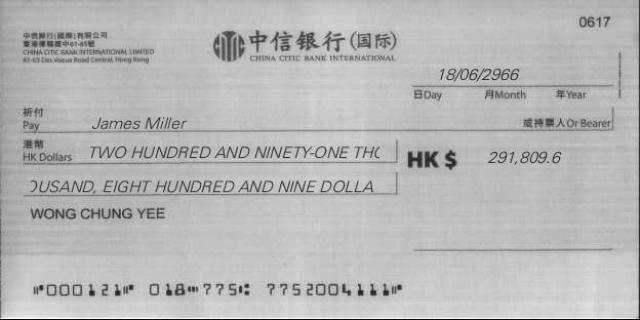 0617
中信銀行(國際)有限公司
香港德輔道中61-65號
CHINA CITIC BANK INTERNATIONAL LIMITED
61-65 Des Voeux Road Central, Hong Kong
中信银行(国际)
CHINA CITIC BANK INTERNATIONAL
18/06/2966
日Day 月Month 年Year
祈付
Pay James Miller 或持票人Or Bearer
港幣
HK Dollars TWO HUNDRED AND NINETY-ONE THO
HK $ 291,809.6
OUSAND, EIGHT HUNDRED AND NINE DOLLA
WONG CHUNG YEE
⑈000121⑈ 018⑉775⑆ 7752004111⑈